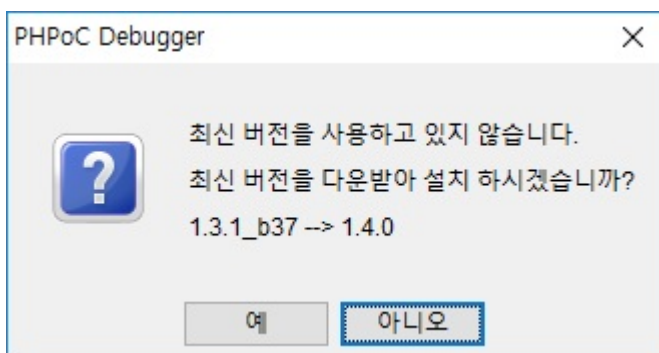 PHPoC Debugger
최신 버전을 사용하고 있지 않습니다.
최신 버전을 다운받아 설치 하시겠습니까?
1.3.1_b37 --> 1.4.0
예 아니오